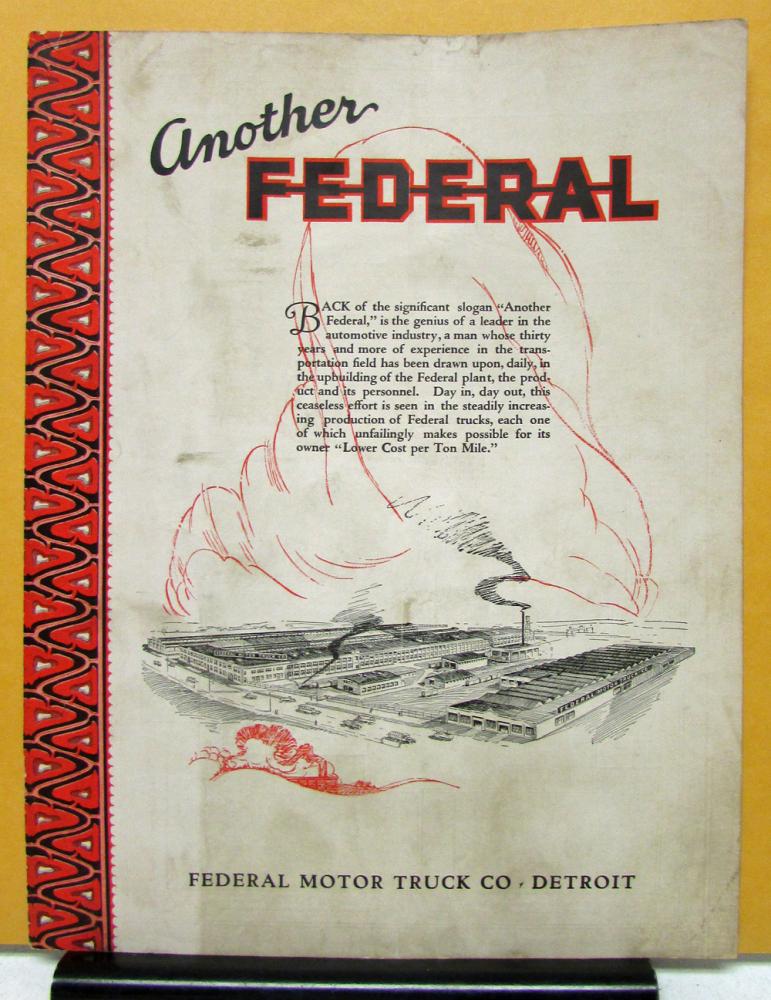 Another
FEDERAL
BACK of the significant slogan "Another
Federal," is the genius of a leader in the
automotive industry, a man whose thirty
years and more of experience in the trans-
portation field has been drawn upon, daily, in
the upbuilding of the Federal plant, the prod-
uct and its personnel. Day in, day out, this
ceaseless effort is seen in the steadily increas-
ing production of Federal trucks, each one
of which unfailingly makes possible for its
owner "Lower Cost per Ton Mile."
FEDERAL MOTOR TRUCK CO.
FEDERAL MOTOR TRUCK CO · DETROIT